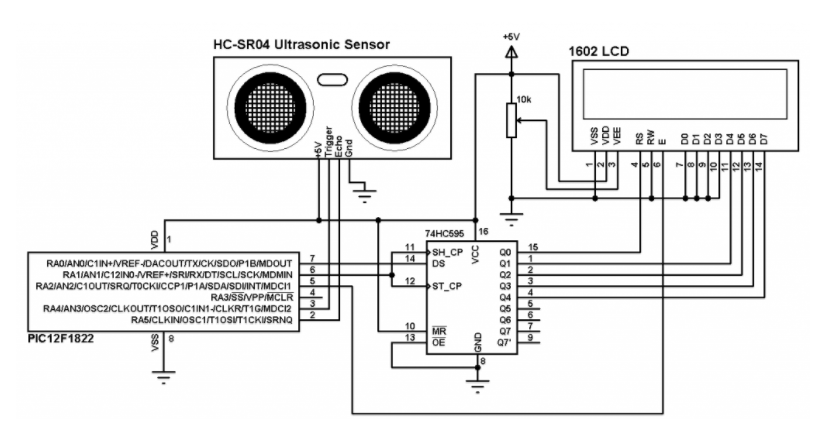 HC-SR04 Ultrasonic Sensor
+5V
1602 LCD
10k
+5V
Trigger
Echo
Gnd
VSS
VDD
VEE
RS
RW
E
D0
D1
D2
D3
D4
D5
D6
D7
1
2
3
4
5
6
7
8
9
10
11
12
13
14
VDD
1
74HC595
16
VCC
RA0/AN0/C1IN+/VREF-/DACOUT/TX/CK/SDO/P1B/MDOUT 7
RA1/AN1/C12IN0-/VREF+/SRI/RX/DT/SCL/SCK/MDMIN 6
RA2/AN2/C1OUT/SRQ/T0CKI/CCP1/P1A/SDA/SDI/INT/MDCI1 5
RA3/SS/VPP/MCLR 4
RA4/AN3/OSC2/CLKOUT/T1OSO/C1IN1-/CLKR/T1G/MDCI2 3
RA5/CLKIN/OSC1/T1OSI/T1CKI/SRNQ 2
PIC12F1822
VSS
8
11 SH_CP
14 DS
12 ST_CP
10 MR
13 OE
Q0 15
Q1 1
Q2 2
Q3 3
Q4 4
Q5 5
Q6 6
Q7 7
Q7' 9
GND
8